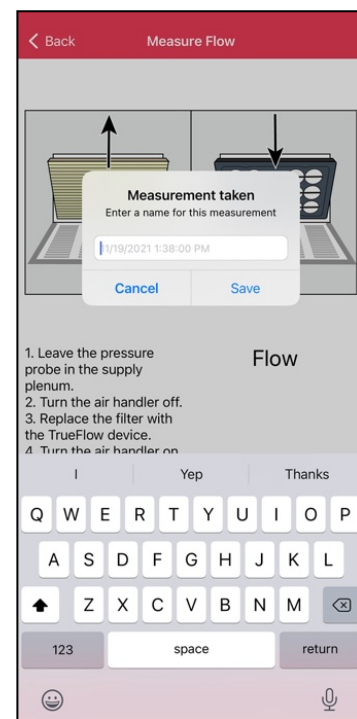 Back
Measure Flow
Measurement taken
Enter a name for this measurement
11/19/2021 1:38:00 PM
Cancel
Save
1. Leave the pressure
probe in the supply
plenum.
Flow
2. Turn the air handler off.
3. Replace the filter with
the TrueFlow device.
4. Turn the air handler on
I
Yep
Thanks
Q W E R T Y U I O P
A S D F G H J K L
Z X C V B N M
123
space
return